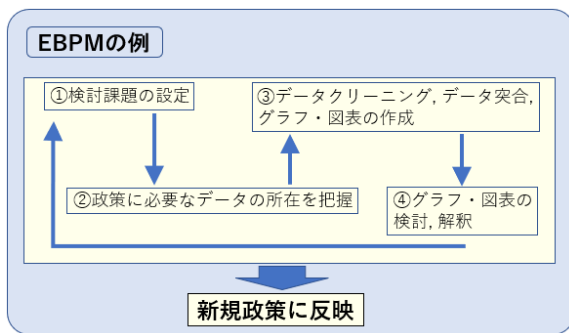 EBPMの例
①検討課題の設定
③データクリーニング, データ突合,
グラフ・図表の作成
②政策に必要なデータの所在を把握
④グラフ・図表の
検討, 解釈
新規政策に反映